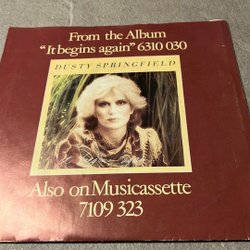 From the Album
“It begins again” 6310 030
DUSTY SPRINGFIELD
Also on Musicassette
7109 323